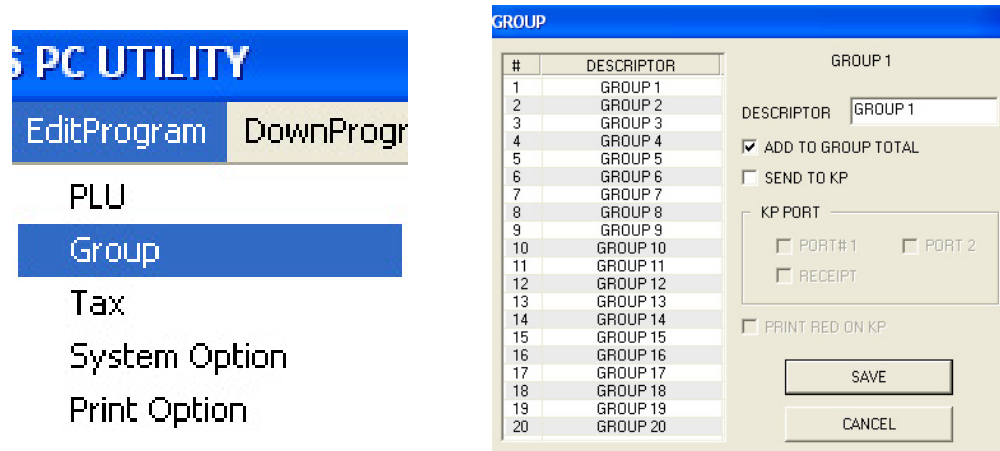 S PC UTILITY
EditProgram DownProgr
PLU
Group
Tax
System Option
Print Option
GROUP
# DESCRIPTOR
1 GROUP 1
2 GROUP 2
3 GROUP 3
4 GROUP 4
5 GROUP 5
6 GROUP 6
7 GROUP 7
8 GROUP 8
9 GROUP 9
10 GROUP 10
11 GROUP 11
12 GROUP 12
13 GROUP 13
14 GROUP 14
15 GROUP 15
16 GROUP 16
17 GROUP 17
18 GROUP 18
19 GROUP 19
20 GROUP 20
GROUP 1
DESCRIPTOR GROUP 1
ADD TO GROUP TOTAL
SEND TO KP
KP PORT
PORT# 1 PORT 2
RECEIPT
PRINT RED ON KP
SAVE
CANCEL